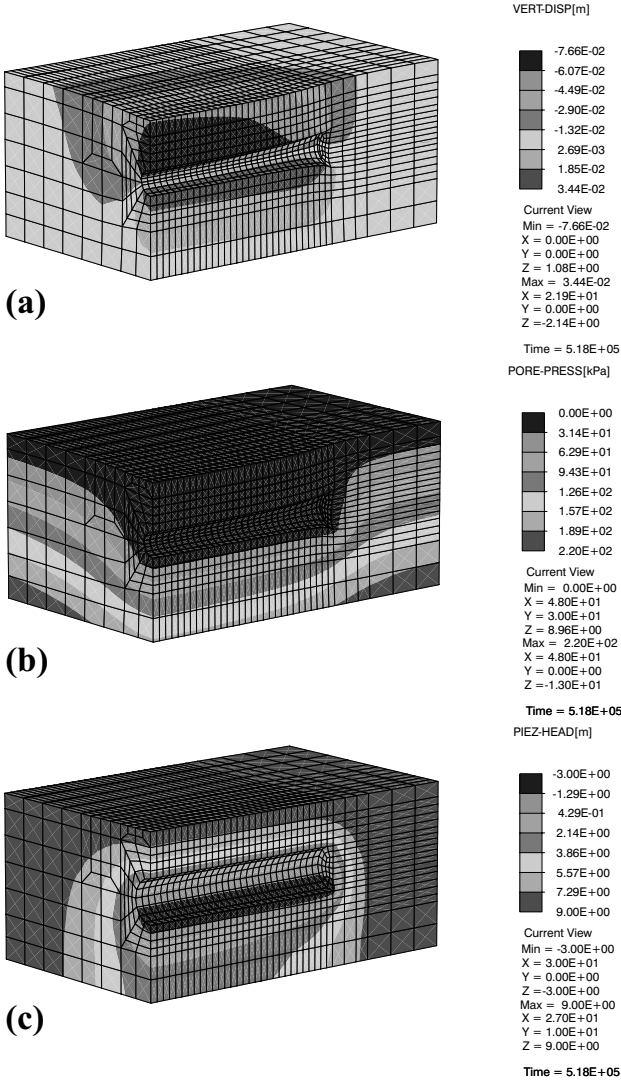 VERT-DISP[m]
-7.66E-02
-6.07E-02
-4.49E-02
-2.90E-02
-1.32E-02
2.69E-03
1.85E-02
3.44E-02
Current View
Min = -7.66E-02
X = 0.00E+00
Y = 0.00E+00
Z = 1.08E+00
Max = 3.44E-02
X = 2.19E+01
Y = 0.00E+00
Z =-2.14E+00
Time = 5.18E+05
(a)
PORE-PRESS[kPa]
0.00E+00
3.14E+01
6.29E+01
9.43E+01
1.26E+02
1.57E+02
1.89E+02
2.20E+02
Current View
Min = 0.00E+00
X = 4.80E+01
Y = 3.00E+01
Z = 8.96E+00
Max = 2.20E+02
X = 4.80E+01
Y = 0.00E+00
Z =-1.30E+01
Time = 5.18E+05
(b)
PIEZ-HEAD[m]
-3.00E+00
-1.29E+00
4.29E-01
2.14E+00
3.86E+00
5.57E+00
7.29E+00
9.00E+00
Current View
Min = -3.00E+00
X = 3.00E+01
Y = 0.00E+00
Z =-3.00E+00
Max = 9.00E+00
X = 2.70E+01
Y = 1.00E+01
Z = 9.00E+00
Time = 5.18E+05
(c)